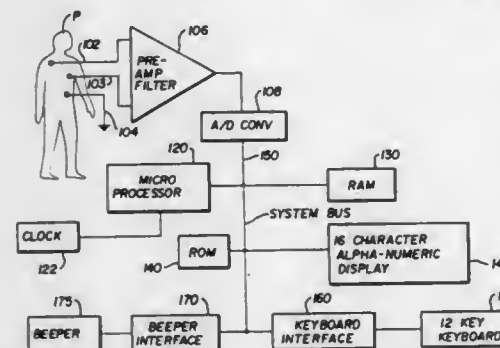 P
102
106
PRE-
AMP
FILTER
103
104
108
A/D CONV
150
120
MICRO
PROCESSOR
130
RAM
SYSTEM BUS
CLOCK
122
ROM
140
16 CHARACTER
ALPHA-NUMERIC
DISPLAY
175
BEEPER
170
BEEPER
INTERFACE
160
KEYBOARD
INTERFACE
12 KEY
KEYBOARD